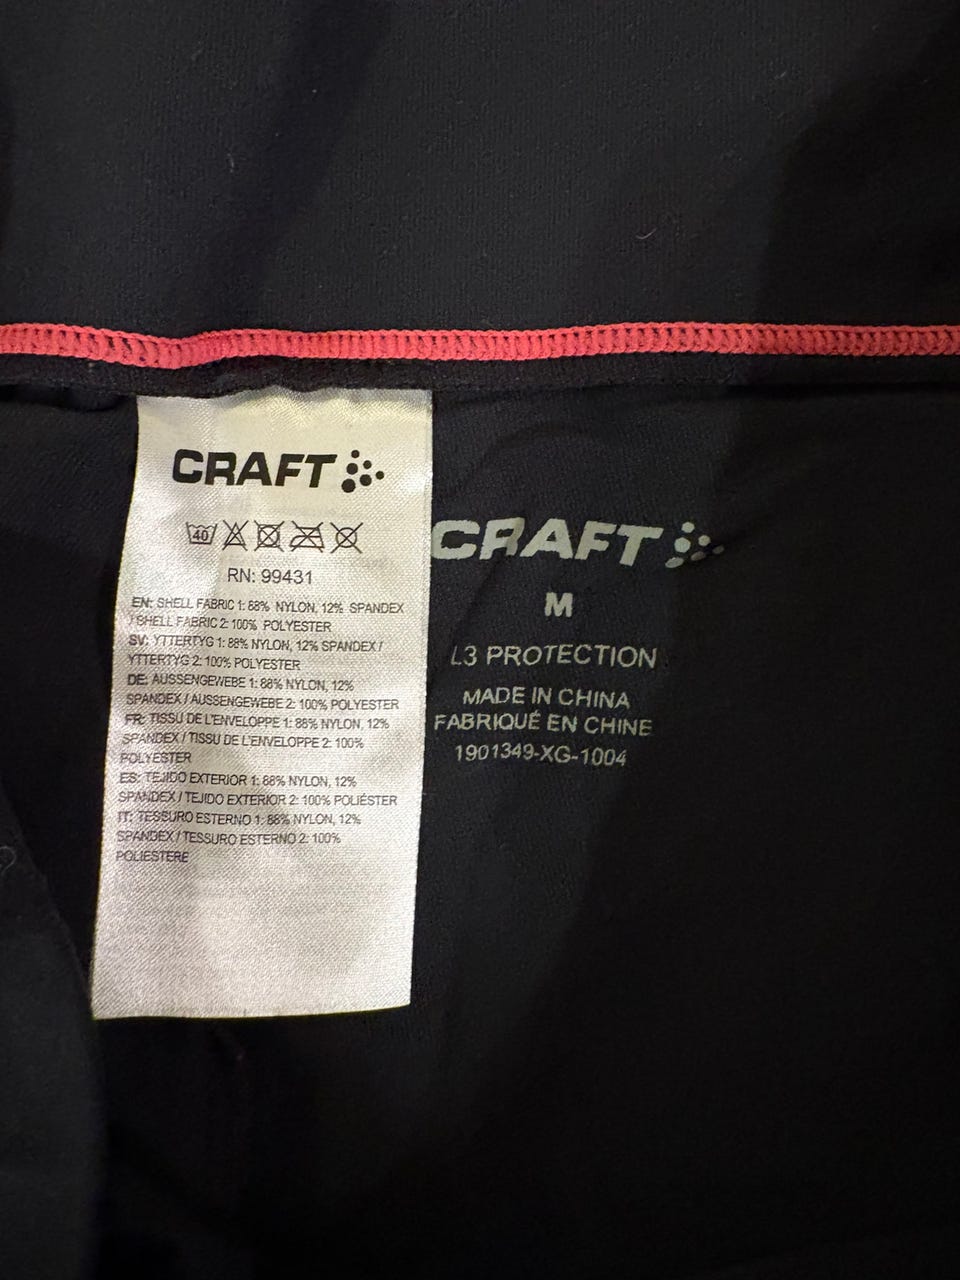 CRAFT
40
RN: 99431
EN: SHELL FABRIC 1: 88% NYLON, 12% SPANDEX
/ SHELL FABRIC 2: 100% POLYESTER
SV: YTTERTYG 1: 88% NYLON, 12% SPANDEX /
YTTERTYG 2: 100% POLYESTER
DE: AUSSENGEWEBE 1: 88% NYLON, 12%
SPANDEX / AUSSENGEWEBE 2: 100% POLYESTER
FR: TISSU DE L'ENVELOPPE 1: 88% NYLON, 12%
SPANDEX / TISSU DE L'ENVELOPPE 2: 100%
POLYESTER
ES: TEJIDO EXTERIOR 1: 88% NYLON, 12%
SPANDEX / TEJIDO EXTERIOR 2: 100% POLIÉSTER
IT: TESSURO ESTERNO 1: 88% NYLON, 12%
SPANDEX / TESSURO ESTERNO 2: 100%
POLIESTERE
CRAFT
M
L3 PROTECTION
MADE IN CHINA
FABRIQUÉ EN CHINE
1901349-XG-1004